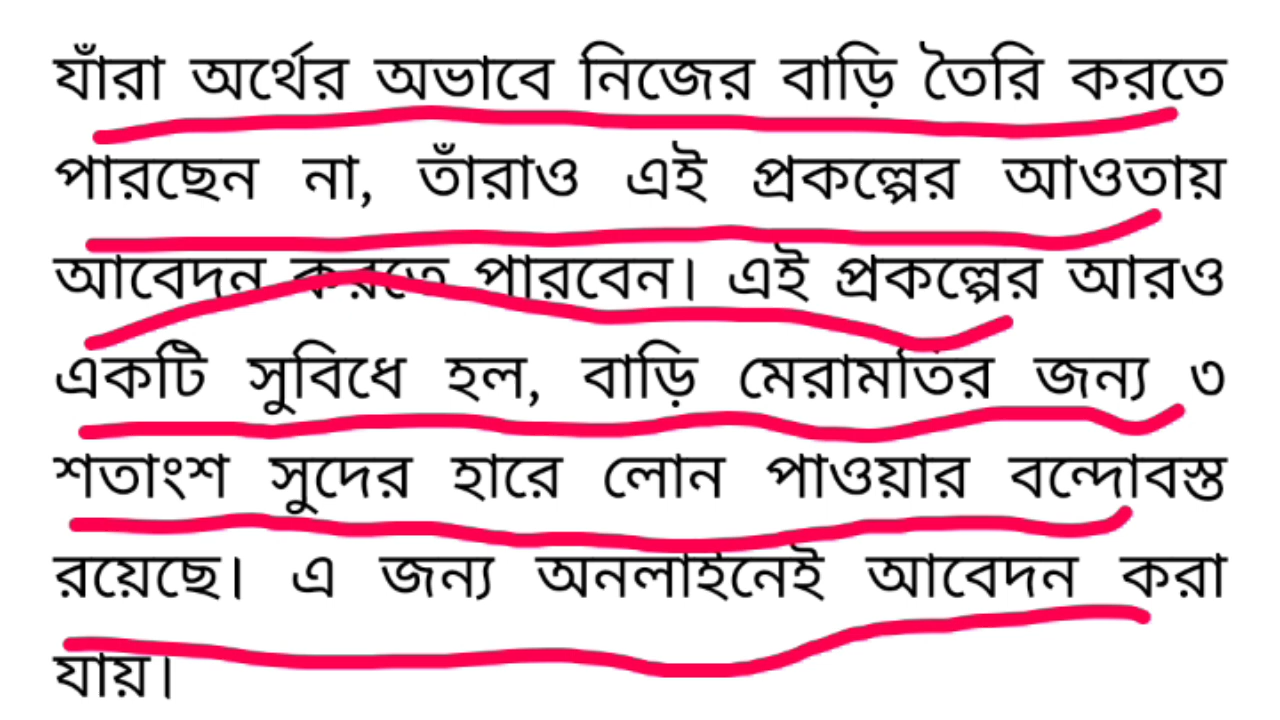 যাঁরা অর্থের অভাবে নিজের বাড়ি তৈরি করতে
পারছেন না, তাঁরাও এই প্রকল্পের আওতায়
আবেদন করতে পারবেন। এই প্রকল্পের আরও
একটি সুবিধে হল, বাড়ি মেরামতির জন্য ৩
শতাংশ সুদের হারে লোন পাওয়ার বন্দোবস্ত
রয়েছে। এ জন্য অনলাইনেই আবেদন করা
যায়।